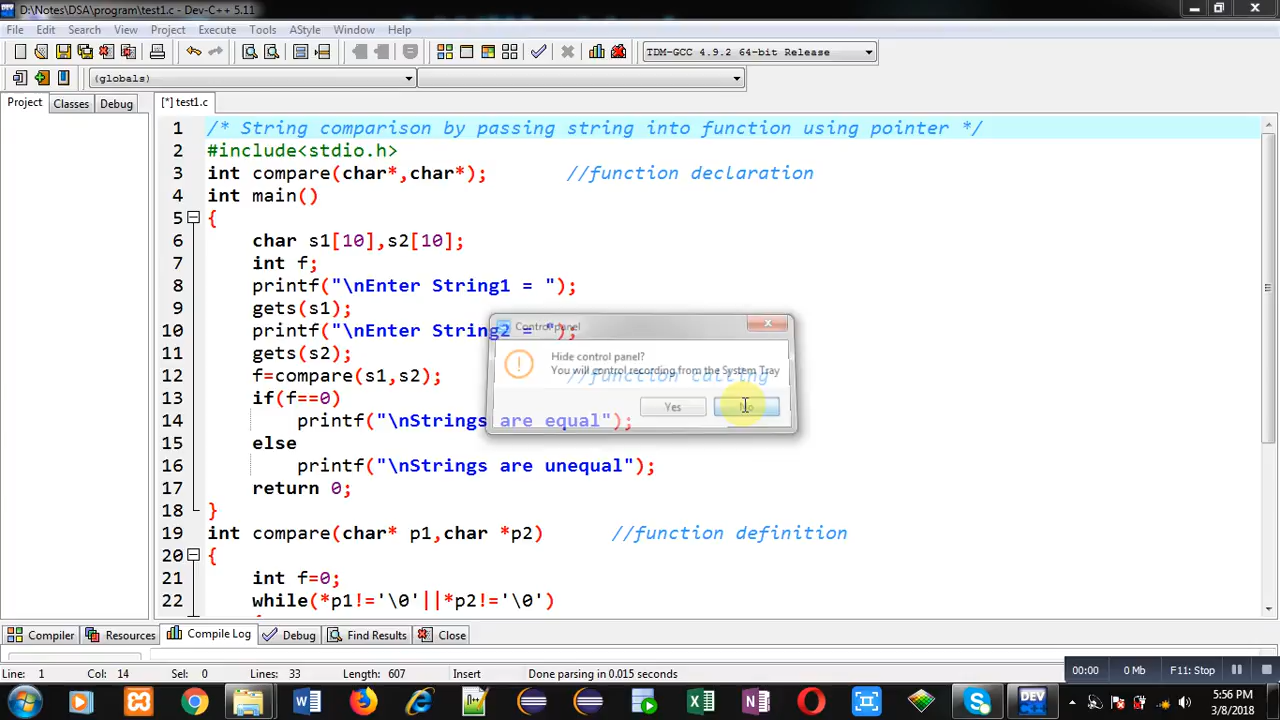 D:\Notes\DSA\program\test1.c - Dev-C++ 5.11
File Edit Search View Project Execute Tools AStyle Window Help
TDM-GCC 4.9.2 64-bit Release
(globals)
Project Classes Debug [*] test1.c
1 /* String comparison by passing string into function using pointer */
2 #include<stdio.h>
3 int compare(char*,char*); //function declaration
4 int main()
5 {
6 char s1[10],s2[10];
7 int f;
8 printf("\nEnter String1 = ");
9 gets(s1);
10 printf("\nEnter String2 = ");
11 gets(s2);
12 f=compare(s1,s2); //function calling
13 if(f==0)
14 printf("\nStrings are equal");
15 else
16 printf("\nStrings are unequal");
17 return 0;
18 }
19 int compare(char* p1,char *p2) //function definition
20 {
21 int f=0;
22 while(*p1!='\0'||*p2!='\0')
Control panel
Hide control panel?
You will control recording from the System Tray
Yes No
Compiler Resources Compile Log Debug Find Results Close
Line: 1 Col: 14 Sel: 0 Lines: 33 Length: 607 Insert Done parsing in 0.015 seconds
00:00 0 Mb F11: Stop
DEV
5:56 PM
3/8/2018